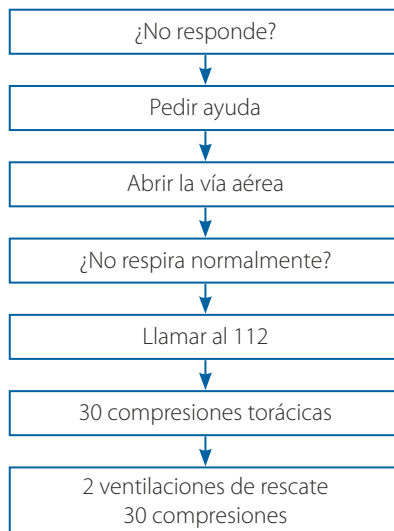 ¿No responde?
Pedir ayuda
Abrir la vía aérea
¿No respira normalmente?
Llamar al 112
30 compresiones torácicas
2 ventilaciones de rescate
30 compresiones